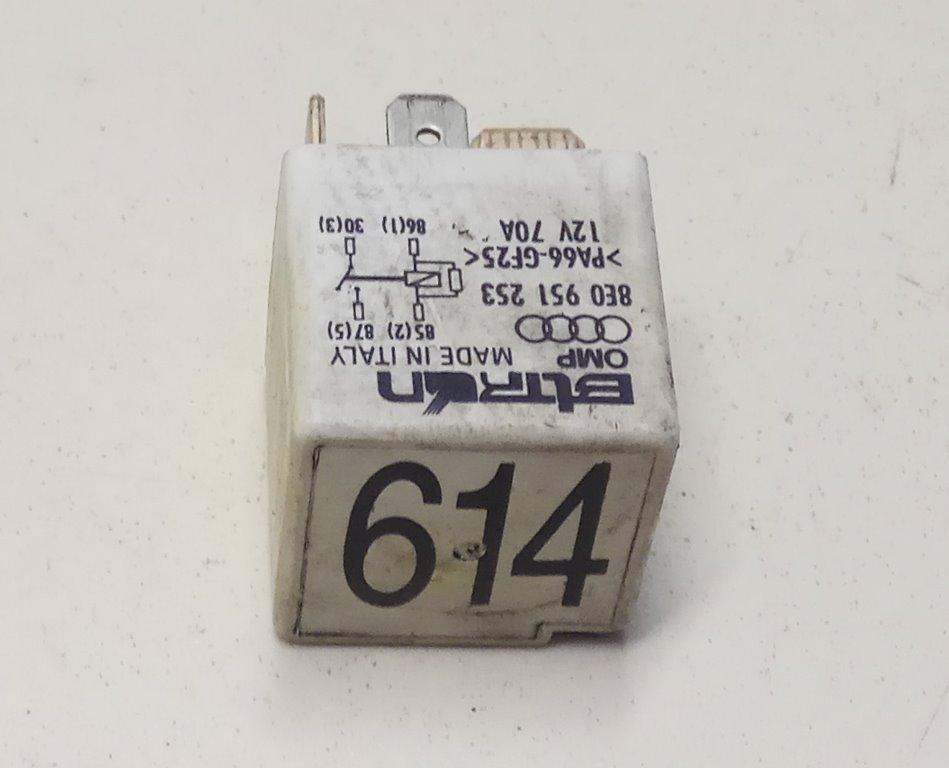 BITRON
OMP MADE IN ITALY
8E0 951 253
>PA66-GF25<
12V 70A
85(2) 87(5)
86(1) 30(3)
614